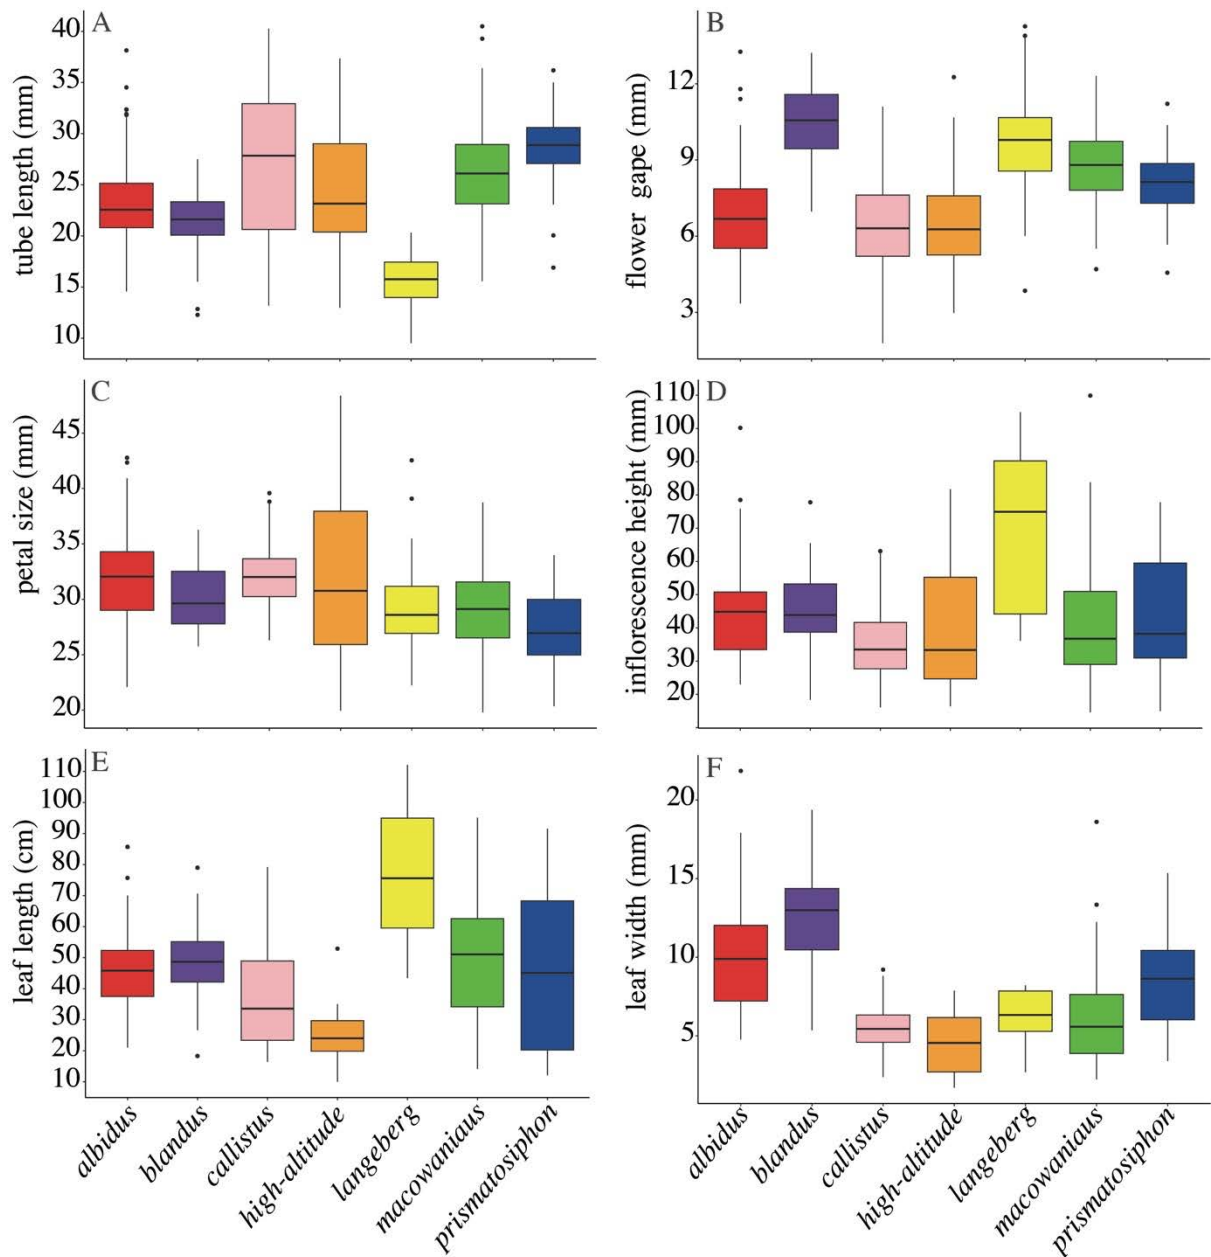 A
tube length (mm)
40
35
30
25
20
15
10
B
flower gape (mm)
12
9
6
3
C
petal size (mm)
45
40
35
30
25
20
D
inflorescence height (mm)
110
100
90
80
70
60
50
40
30
20
E
leaf length (cm)
110
100
90
80
70
60
50
40
30
20
10
F
leaf width (mm)
20
15
10
5
albidus
blandus
callistus
high-altitude
langeberg
macowaniaus
prismatosiphon
albidus
blandus
callistus
high-altitude
langeberg
macowaniaus
prismatosiphon